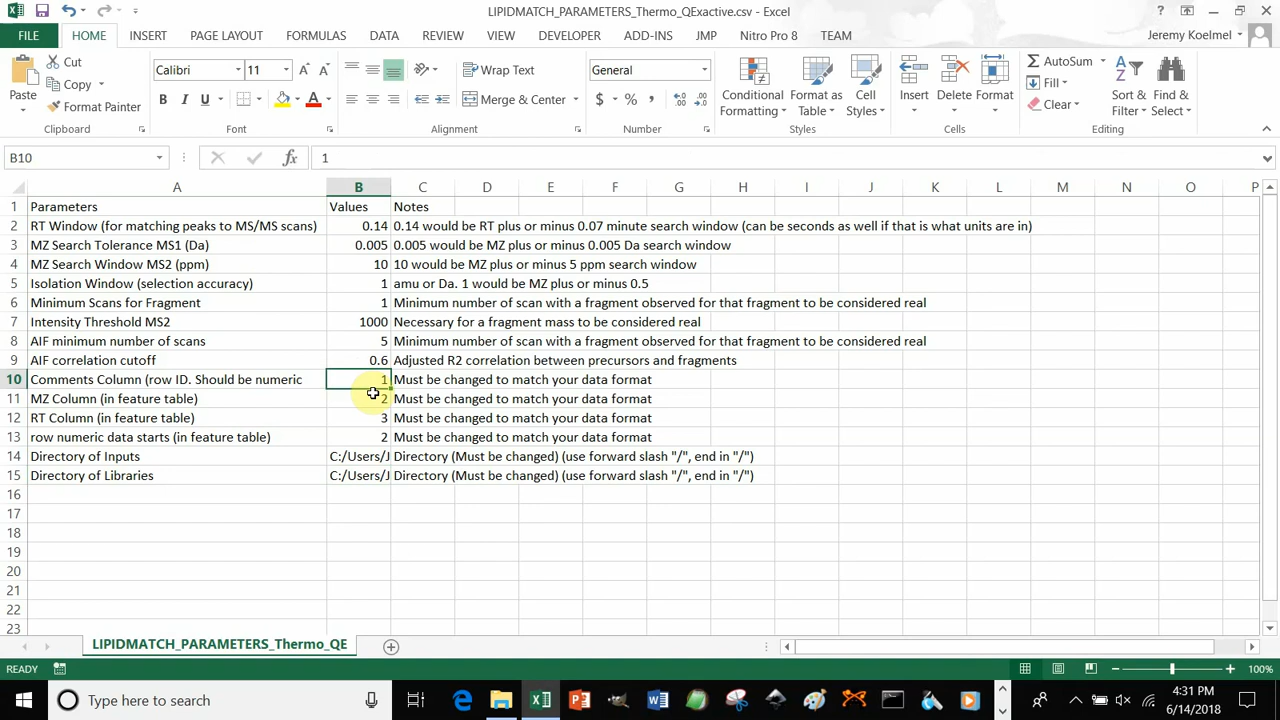 LIPIDMATCH_PARAMETERS_Thermo_QExactive.csv - Excel
FILE HOME INSERT PAGE LAYOUT FORMULAS DATA REVIEW VIEW DEVELOPER ADD-INS JMP Nitro Pro 8 TEAM Jeremy Koelmel
Paste
Cut
Copy
Format Painter
Calibri 11
B I U
Wrap Text
Merge & Center
General
$ %
Conditional Formatting
Format as Table
Cell Styles
Insert
Delete
Format
AutoSum
Fill
Clear
Sort & Filter
Find & Select
Clipboard Font Alignment Number Styles Cells Editing
B10 fx 1
A B C D E F G H I J K L M N O P
1 Parameters Values Notes
2 RT Window (for matching peaks to MS/MS scans) 0.14 0.14 would be RT plus or minus 0.07 minute search window (can be seconds as well if that is what units are in)
3 MZ Search Tolerance MS1 (Da) 0.005 0.005 would be MZ plus or minus 0.005 Da search window
4 MZ Search Window MS2 (ppm) 10 10 would be MZ plus or minus 5 ppm search window
5 Isolation Window (selection accuracy) 1 amu or Da. 1 would be MZ plus or minus 0.5
6 Minimum Scans for Fragment 1 Minimum number of scan with a fragment observed for that fragment to be considered real
7 Intensity Threshold MS2 1000 Necessary for a fragment mass to be considered real
8 AIF minimum number of scans 5 Minimum number of scan with a fragment observed for that fragment to be considered real
9 AIF correlation cutoff 0.6 Adjusted R2 correlation between precursors and fragments
10 Comments Column (row ID. Should be numeric 1 Must be changed to match your data format
11 MZ Column (in feature table) 2 Must be changed to match your data format
12 RT Column (in feature table) 3 Must be changed to match your data format
13 row numeric data starts (in feature table) 2 Must be changed to match your data format
14 Directory of Inputs C:/Users/J Directory (Must be changed) (use forward slash "/", end in "/")
15 Directory of Libraries C:/Users/J Directory (Must be changed) (use forward slash "/", end in "/")
16
17
18
19
20
21
22
23
LIPIDMATCH_PARAMETERS_Thermo_QE
READY 100%
Type here to search
4:31 PM
6/14/2018